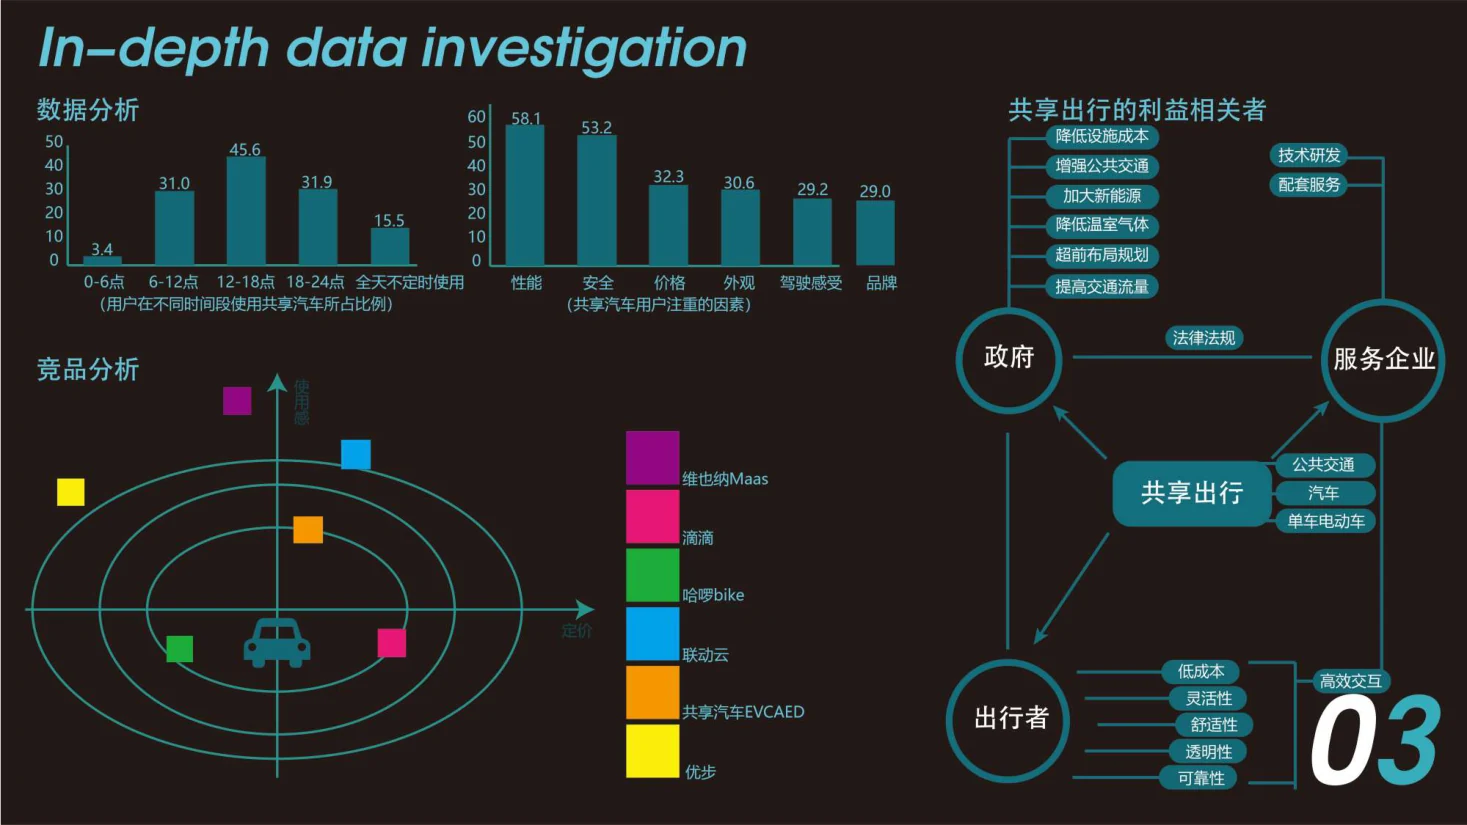 In-depth data investigation
数据分析
50
40
30
20
10
0
3.4
31.0
45.6
31.9
15.5
0-6点
6-12点
12-18点
18-24点
全天不定时使用
（用户在不同时间段使用共享汽车所占比例）
60
50
40
30
20
10
0
58.1
53.2
32.3
30.6
29.2
29.0
性能
安全
价格
外观
驾驶感受
品牌
（共享汽车用户注重的因素）
竞品分析
使用感
定价
维也纳Maas
滴滴
哈啰bike
联动云
共享汽车EVCAED
优步
共享出行的利益相关者
降低设施成本
增强公共交通
加大新能源
降低温室气体
超前布局规划
提高交通流量
技术研发
配套服务
政府
法律法规
服务企业
共享出行
公共交通
汽车
单车电动车
出行者
低成本
灵活性
舒适性
透明性
可靠性
高效交互
03